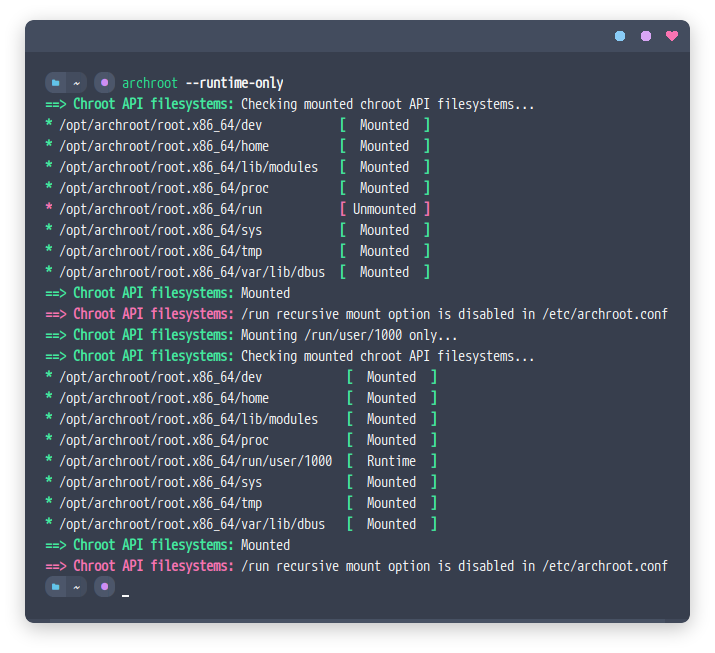 ~ archroot --runtime-only
==> Chroot API filesystems: Checking mounted chroot API filesystems...
* /opt/archroot/root.x86_64/dev [ Mounted ]
* /opt/archroot/root.x86_64/home [ Mounted ]
* /opt/archroot/root.x86_64/lib/modules [ Mounted ]
* /opt/archroot/root.x86_64/proc [ Mounted ]
* /opt/archroot/root.x86_64/run [ Unmounted ]
* /opt/archroot/root.x86_64/sys [ Mounted ]
* /opt/archroot/root.x86_64/tmp [ Mounted ]
* /opt/archroot/root.x86_64/var/lib/dbus [ Mounted ]
==> Chroot API filesystems: Mounted
==> Chroot API filesystems: /run recursive mount option is disabled in /etc/archroot.conf
==> Chroot API filesystems: Mounting /run/user/1000 only...
==> Chroot API filesystems: Checking mounted chroot API filesystems...
* /opt/archroot/root.x86_64/dev [ Mounted ]
* /opt/archroot/root.x86_64/home [ Mounted ]
* /opt/archroot/root.x86_64/lib/modules [ Mounted ]
* /opt/archroot/root.x86_64/proc [ Mounted ]
* /opt/archroot/root.x86_64/run/user/1000 [ Runtime ]
* /opt/archroot/root.x86_64/sys [ Mounted ]
* /opt/archroot/root.x86_64/tmp [ Mounted ]
* /opt/archroot/root.x86_64/var/lib/dbus [ Mounted ]
==> Chroot API filesystems: Mounted
==> Chroot API filesystems: /run recursive mount option is disabled in /etc/archroot.conf
~ _